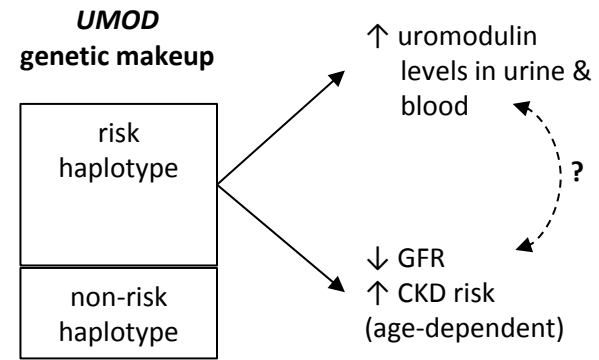 UMOD
genetic makeup
risk
haplotype
non-risk
haplotype
↑ uromodulin
levels in urine &
blood
?
↓ GFR
↑ CKD risk
(age-dependent)